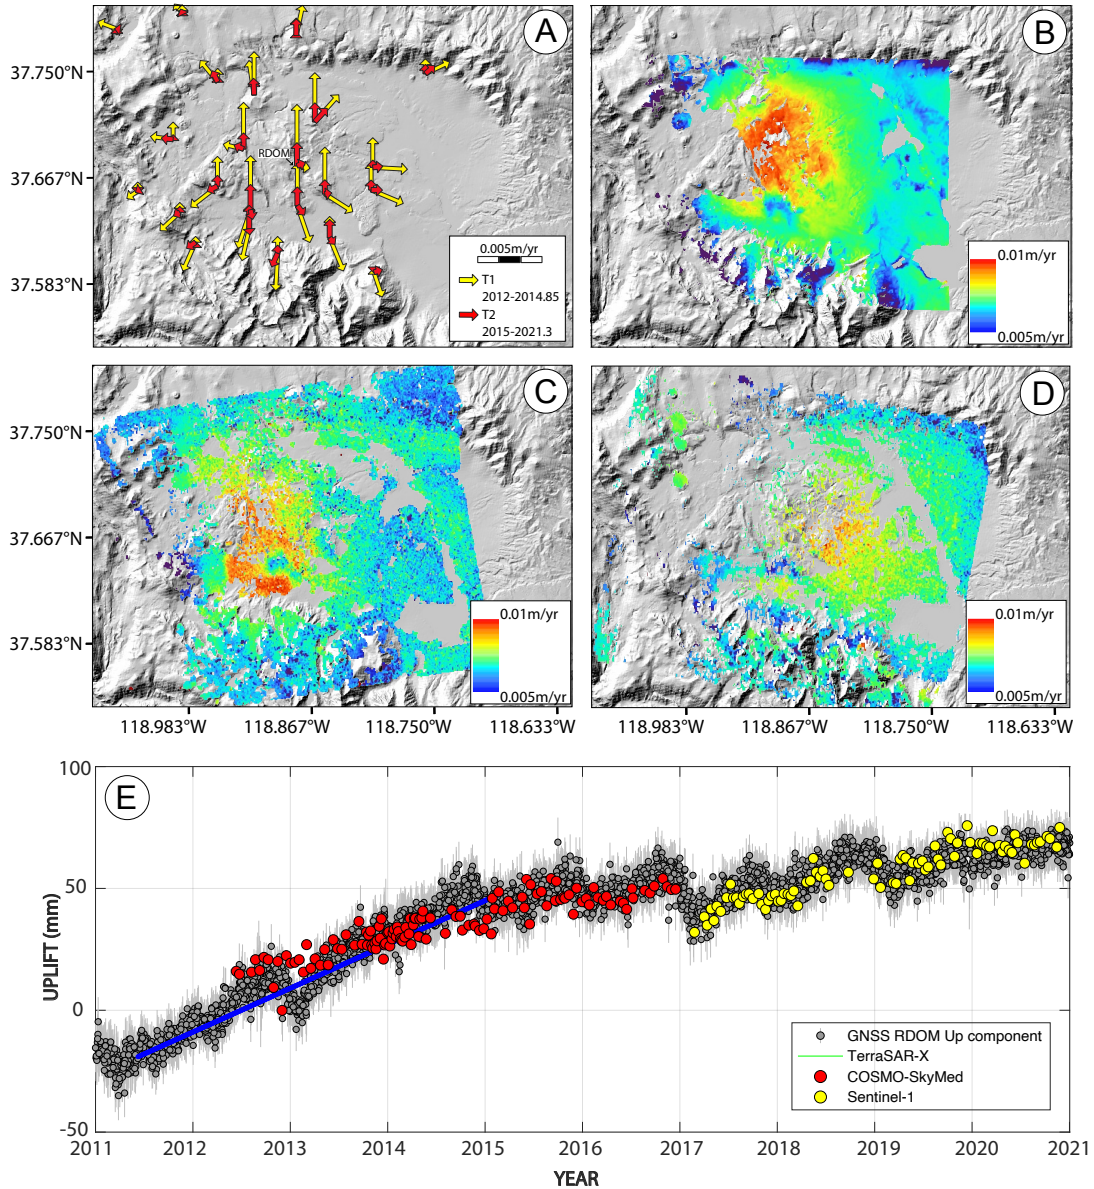 A
B
37.750°N
37.667°N
37.583°N
RDOM
0.005m/yr
T1
2012-2014.85
T2
2015-2021.3
0.01m/yr
0.005m/yr
C
D
37.750°N
37.667°N
37.583°N
0.01m/yr
0.005m/yr
0.01m/yr
0.005m/yr
118.983°W
118.867°W
118.750°W
118.633°W
118.983°W
118.867°W
118.750°W
118.633°W
E
100
50
0
-50
UPLIFT (mm)
GNSS RDOM Up component
TerraSAR-X
COSMO-SkyMed
Sentinel-1
2011
2012
2013
2014
2015
2016
2017
2018
2019
2020
2021
YEAR